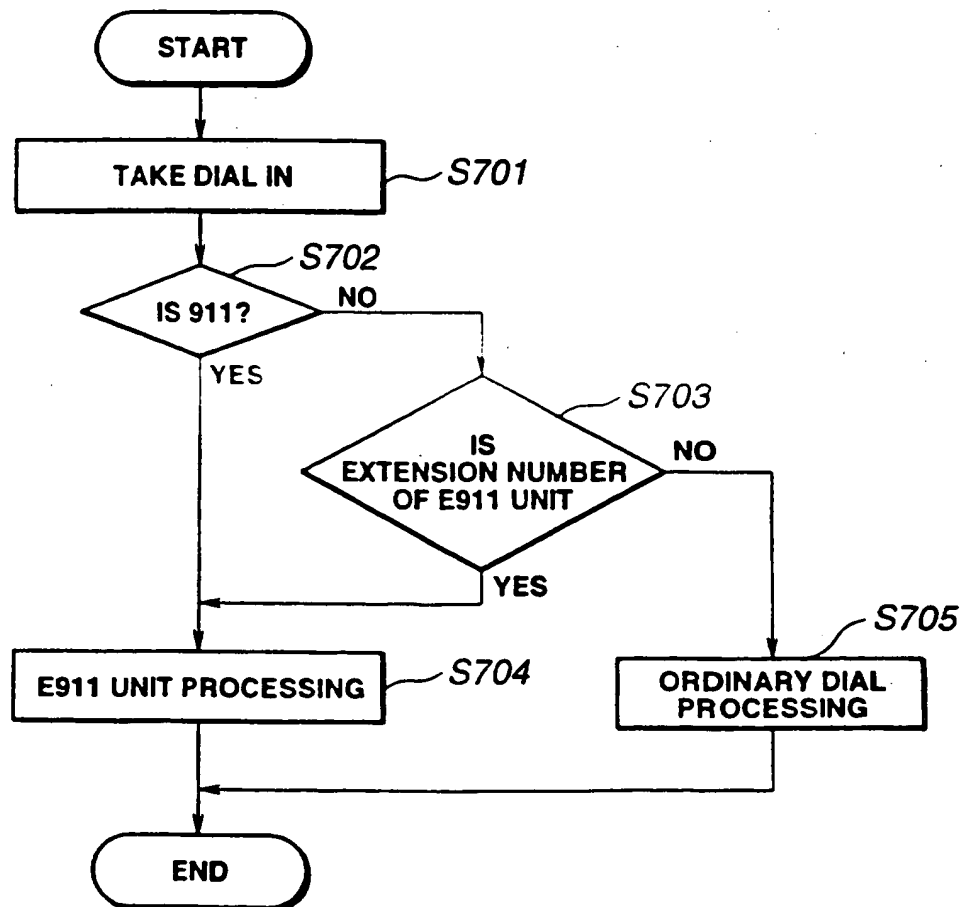 START
TAKE DIAL IN
S701
S702
IS 911?
NO
YES
S703
IS
EXTENSION NUMBER
OF E911 UNIT
NO
YES
E911 UNIT PROCESSING
S704
S705
ORDINARY DIAL
PROCESSING
END